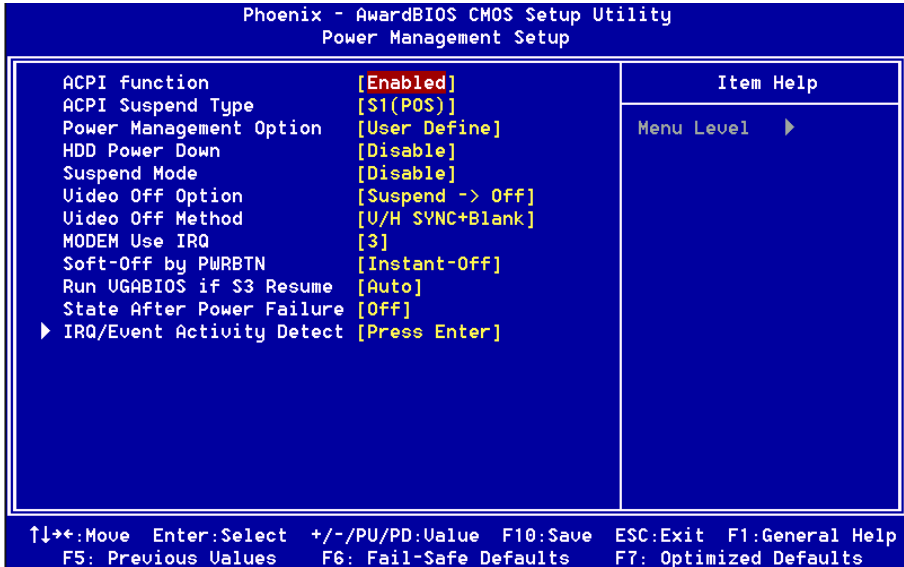 Phoenix - AwardBIOS CMOS Setup Utility
Power Management Setup
ACPI function [Enabled]
ACPI Suspend Type [S1(POS)]
Power Management Option [User Define]
HDD Power Down [Disable]
Suspend Mode [Disable]
Video Off Option [Suspend -> Off]
Video Off Method [V/H SYNC+Blank]
MODEM Use IRQ [3]
Soft-Off by PWRBTN [Instant-Off]
Run VGABIOS if S3 Resume [Auto]
State After Power Failure [Off]
▶ IRQ/Event Activity Detect [Press Enter]
Item Help
Menu Level ▶
↑↓→←:Move Enter:Select +/-/PU/PD:Value F10:Save ESC:Exit F1:General Help
F5: Previous Values F6: Fail-Safe Defaults F7: Optimized Defaults